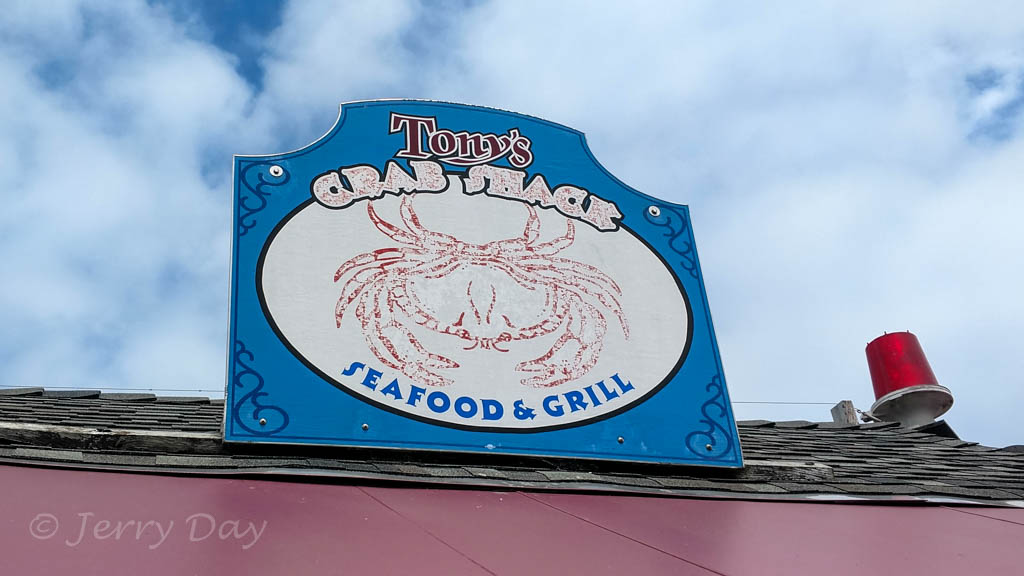 Tony's
CRAB SHACK
SEAFOOD & GRILL
© Jerry Day